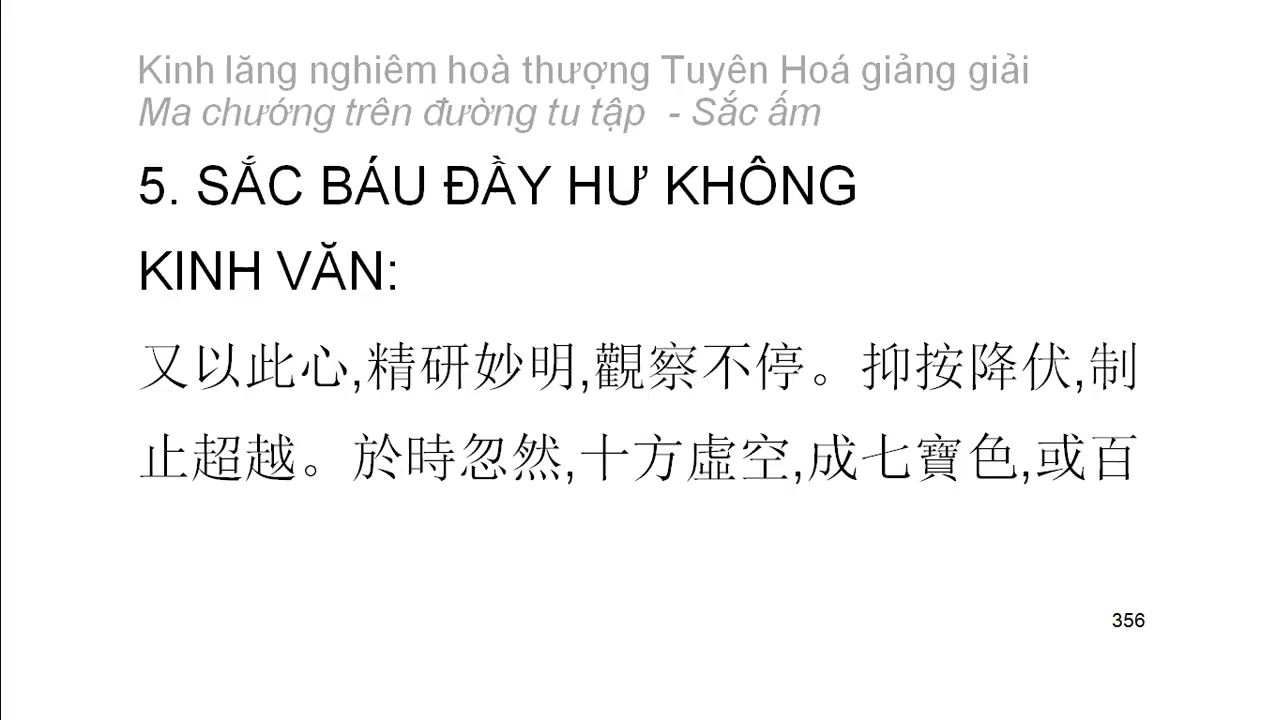 Kinh lăng nghiêm hoà thượng Tuyên Hoá giảng giải
Ma chướng trên đường tu tập - Sắc ấm
5. SẮC BÁU ĐẦY HƯ KHÔNG
KINH VĂN:
又以此心,精研妙明,觀察不停。抑按降伏,制
止超越。於時忽然,十方虛空,成七寶色,或百
356